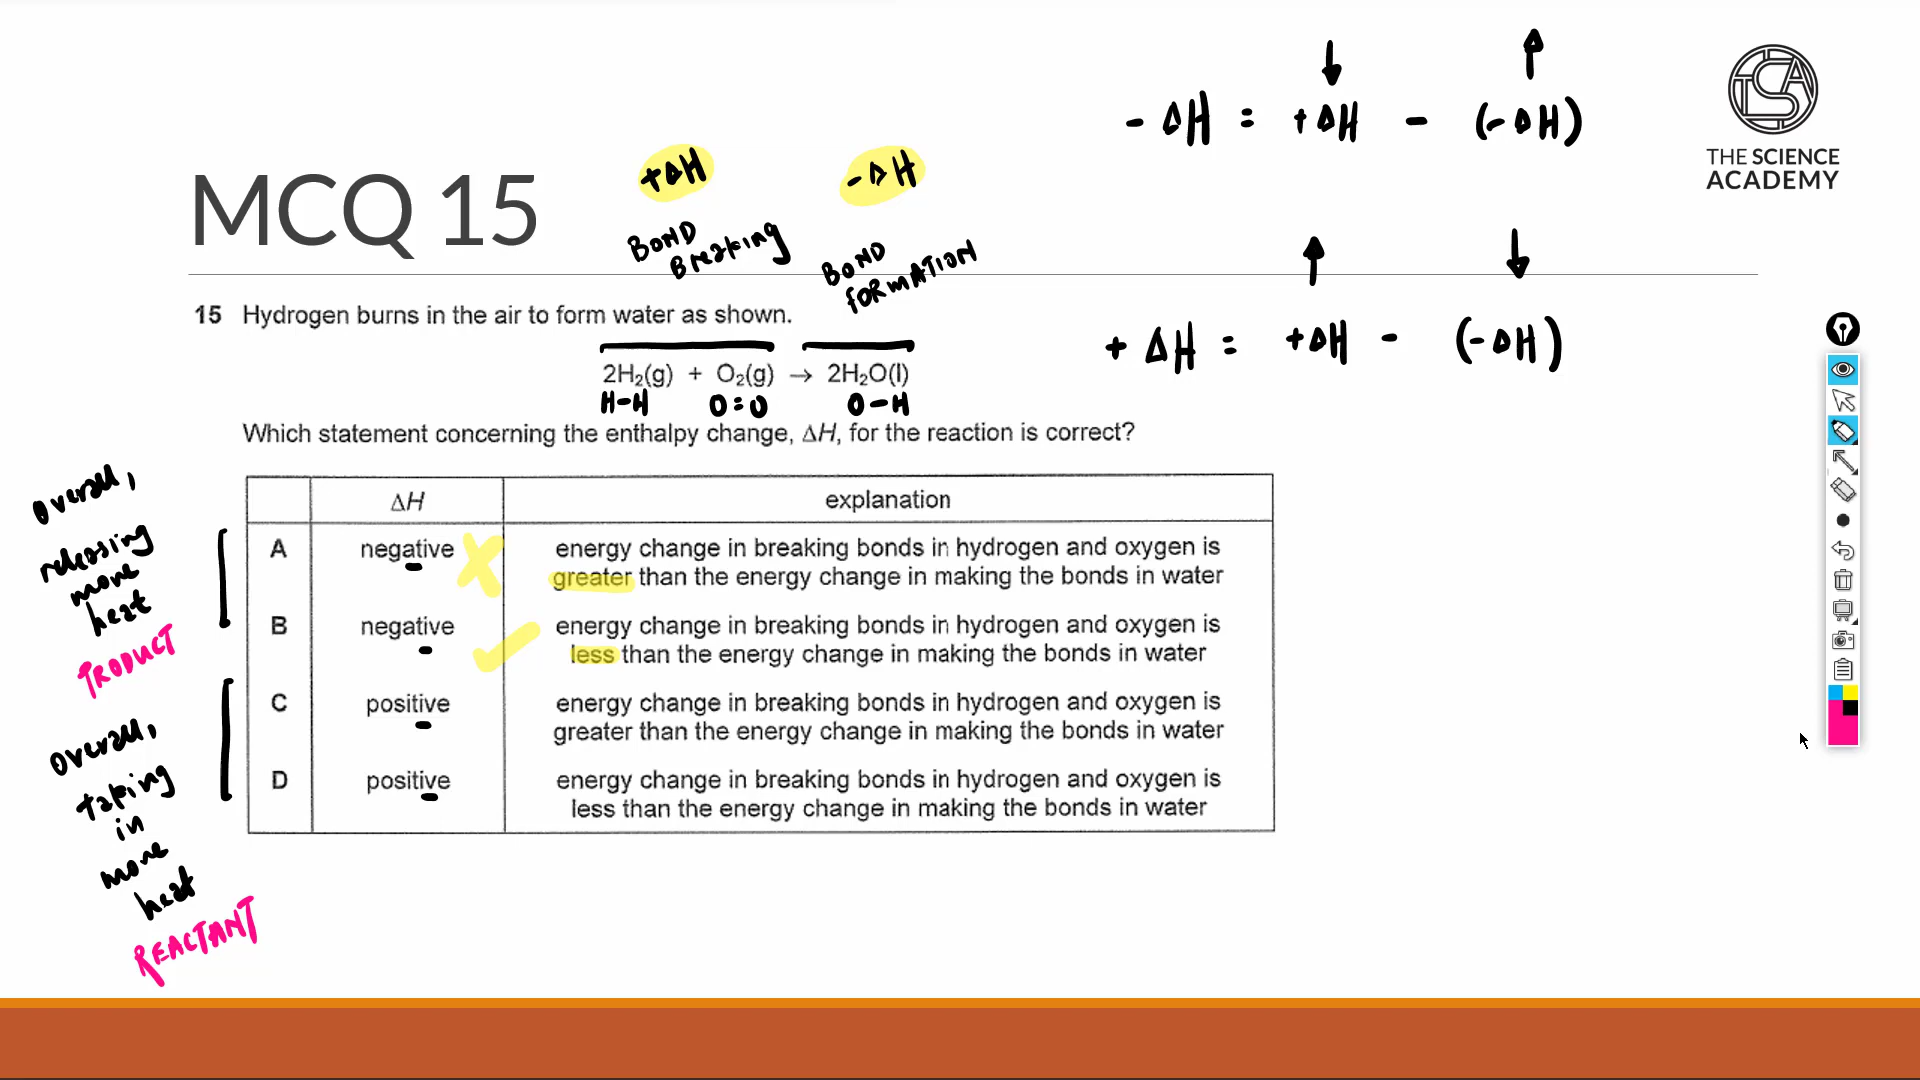 - ΔH = +ΔH - (-ΔH)
THE SCIENCE
ACADEMY
MCQ 15
+ΔH
-ΔH
BOND
Breaking
BOND
FORMATION
+ ΔH = +ΔH - (-ΔH)
15 Hydrogen burns in the air to form water as shown.
2H₂(g) + O₂(g) → 2H₂O(l)
H-H O=O O-H
Which statement concerning the enthalpy change, ΔH, for the reaction is correct?
ΔH explanation
A negative energy change in breaking bonds in hydrogen and oxygen is
greater than the energy change in making the bonds in water
B negative energy change in breaking bonds in hydrogen and oxygen is
less than the energy change in making the bonds in water
C positive energy change in breaking bonds in hydrogen and oxygen is
greater than the energy change in making the bonds in water
D positive energy change in breaking bonds in hydrogen and oxygen is
less than the energy change in making the bonds in water
overall,
releasing
more
heat
PRODUCT
overall,
taking
in
more
heat
REACTANT